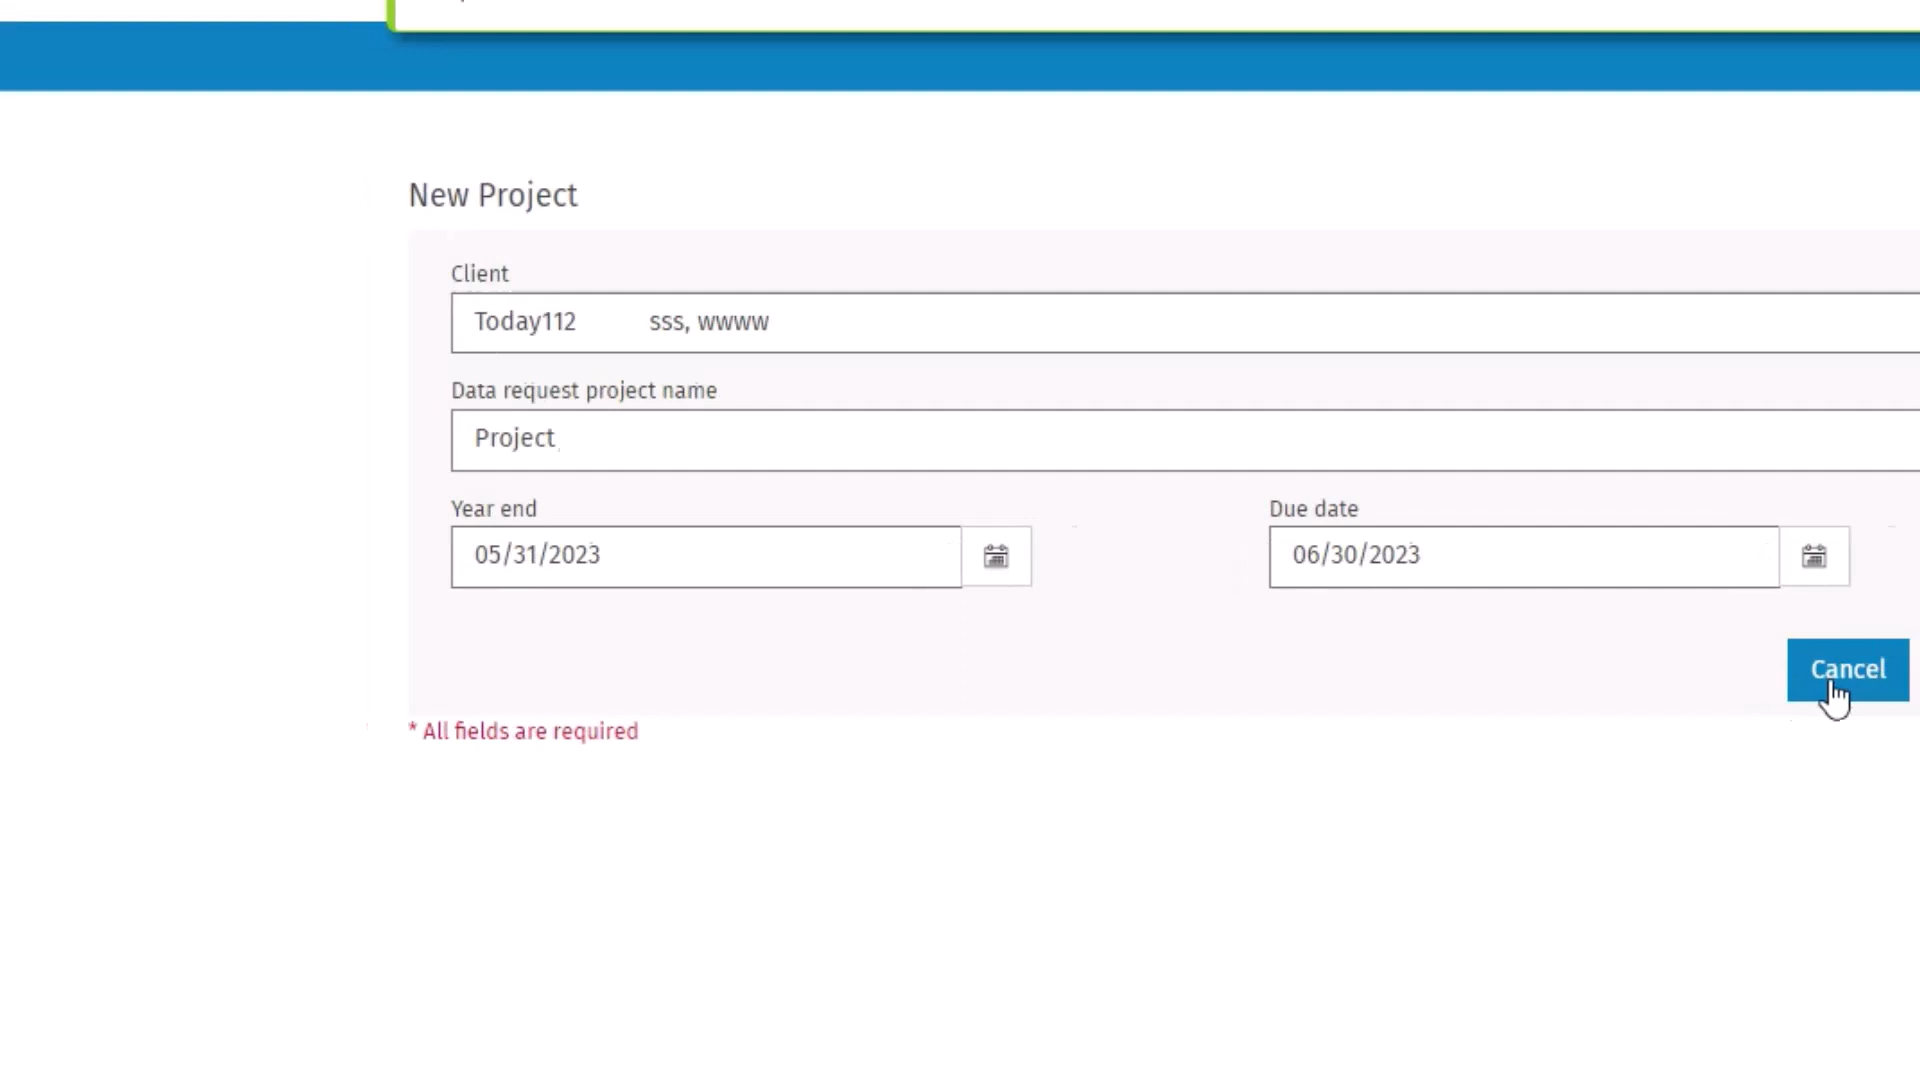 New Project
Client
Today112 sss, wwww
Data request project name
Project
Year end Due date
05/31/2023 06/30/2023
Cancel
* All fields are required